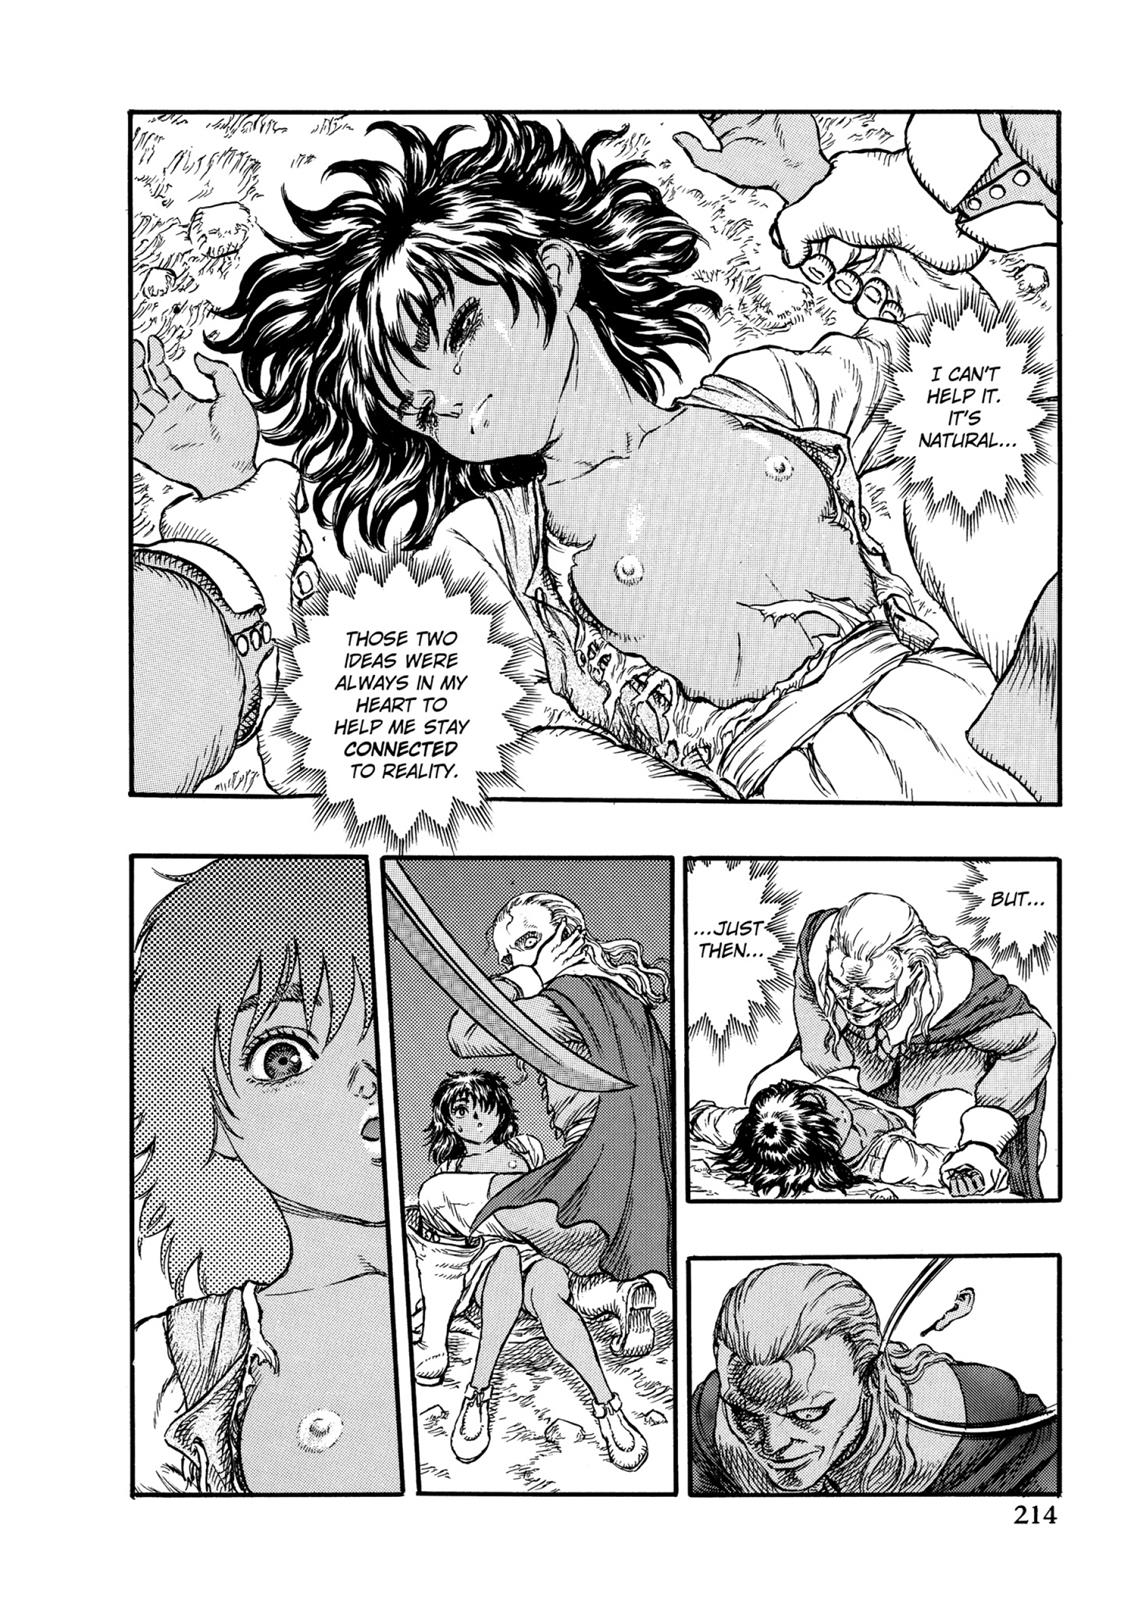 I CAN'T
HELP IT.
IT'S
NATURAL...
THOSE TWO
IDEAS WERE
ALWAYS IN MY
HEART TO
HELP ME STAY
CONNECTED
TO REALITY.
BUT...
...JUST
THEN...
214